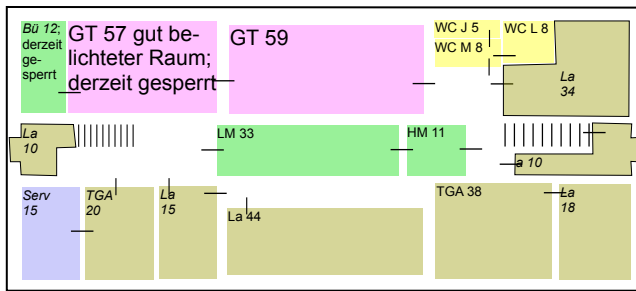 Bü 12;
derzeit
ge-
sperrt
GT 57 gut be-
lichteter Raum;
derzeit gesperrt
GT 59
WC J 5
WC L 8
WC M 8
La
34
La
10
LM 33
HM 11
a 10
Serv
15
TGA
20
La
15
La 44
TGA 38
La
18